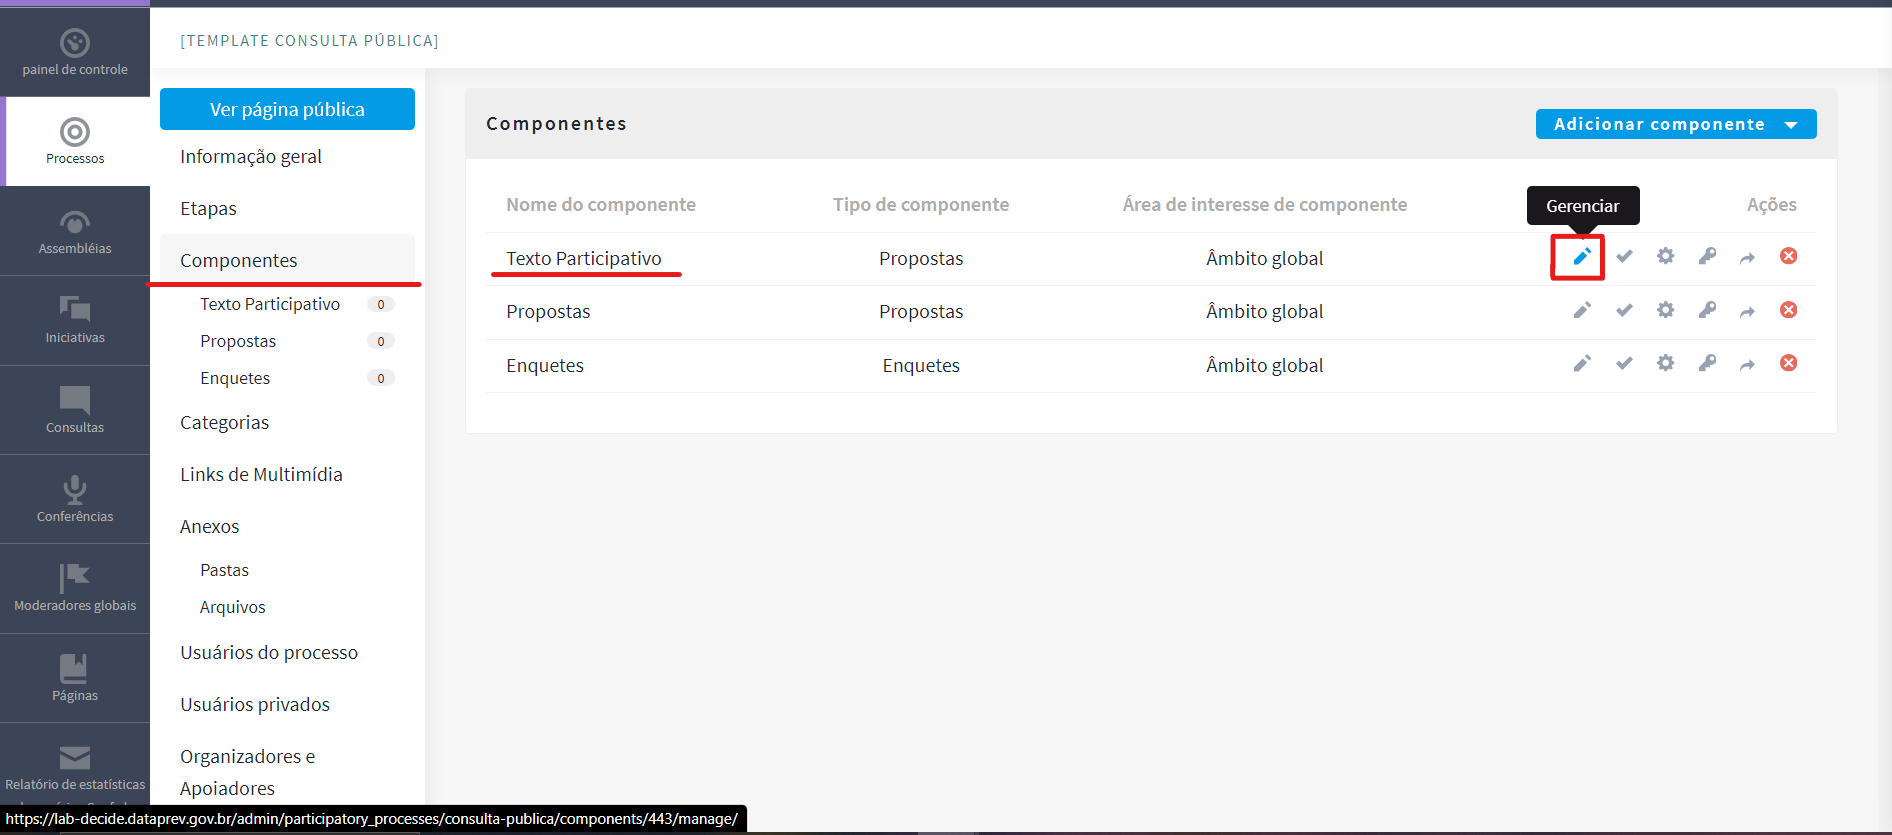 [TEMPLATE CONSULTA PÚBLICA]
painel de controle
Processos
Assembléias
Iniciativas
Consultas
Conferências
Moderadores globais
Páginas
Relatório de estatísticas
Ver página pública
Informação geral
Etapas
Componentes
Texto Participativo 0
Propostas 0
Enquetes 0
Categorias
Links de Multimídia
Anexos
Pastas
Arquivos
Usuários do processo
Usuários privados
Organizadores e
Apoiadores
Componentes
Adicionar componente
Nome do componente Tipo de componente Área de interesse de componente Ações
Gerenciar
Texto Participativo Propostas Âmbito global
Propostas Propostas Âmbito global
Enquetes Enquetes Âmbito global
https://lab-decide.dataprev.gov.br/admin/participatory_processes/consulta-publica/components/443/manage/